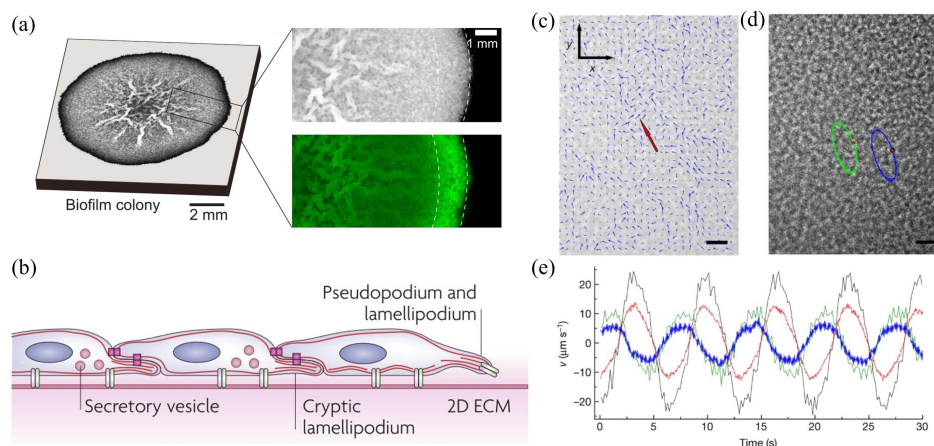 (a)
1 mm
Biofilm colony
2 mm
(b)
Pseudopodium and
lamellipodium
Secretory vesicle
Cryptic
lamellipodium
2D ECM
(c)
y
x
(d)
(e)
v (μm s⁻¹)
20
10
0
−10
−20
0
5
10
15
20
25
30
Time (s)